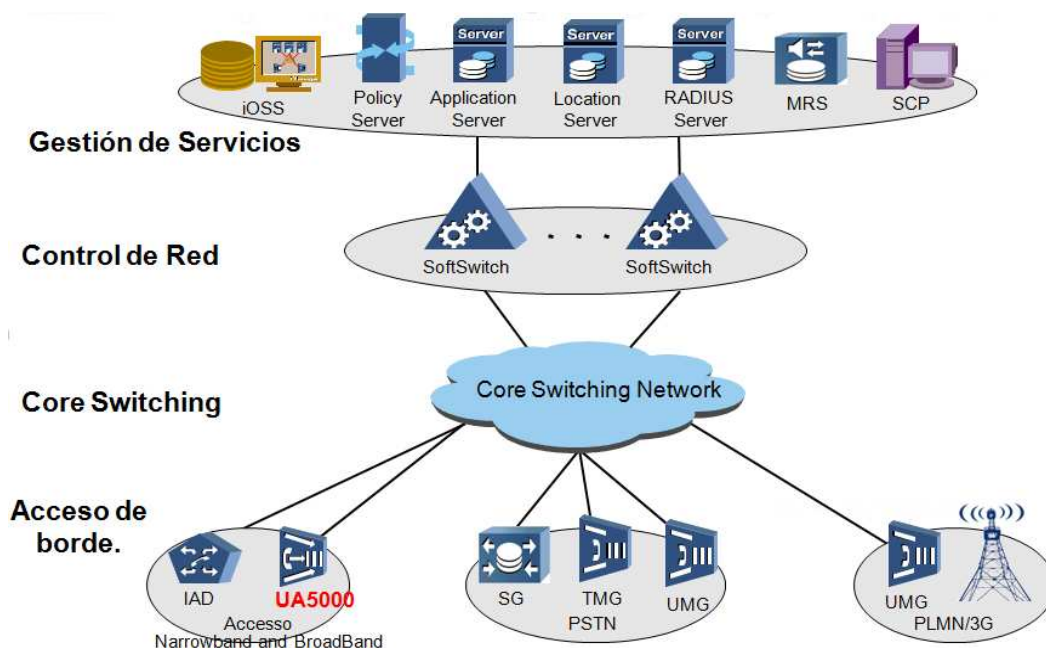 Server
Server
Server
iOSS
Policy Server
Application Server
Location Server
RADIUS Server
MRS
SCP
Gestión de Servicios
Control de Red
SoftSwitch
. . .
SoftSwitch
Core Switching Network
Core Switching
Acceso de borde.
IAD
UA5000
Accesso
Narrowband and BroadBand
SG
TMG
UMG
PSTN
UMG
PLMN/3G